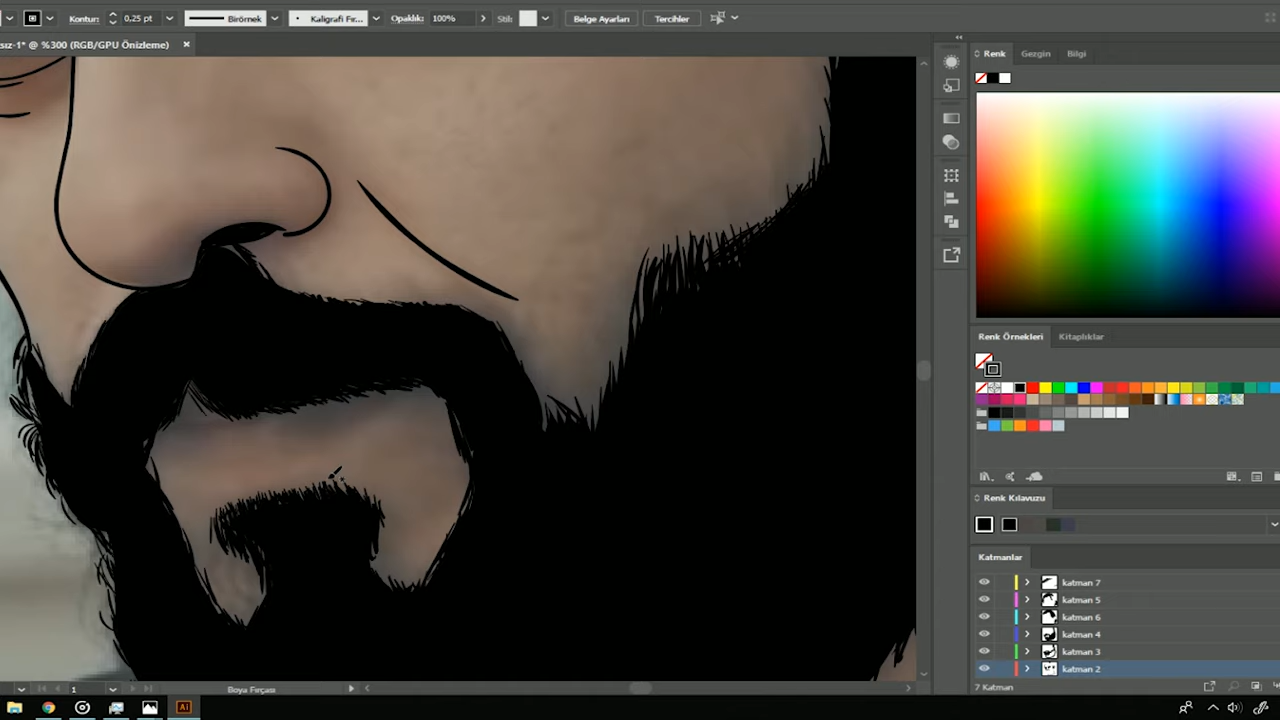 Kontur: 0,25 pt Birörnek Kaligrafi Fır... Opaklık: 100% Stil: Belge Ayarları Tercihler
sız-1* @ %300 (RGB/GPU Önizleme) ×
Renk Gezgin Bilgi
Renk Örnekleri Kitaplıklar
Renk Kılavuzu
Katmanlar
katman 7
katman 5
katman 6
katman 4
katman 3
katman 2
7 Katman
1 Boya Fırçası
Ai